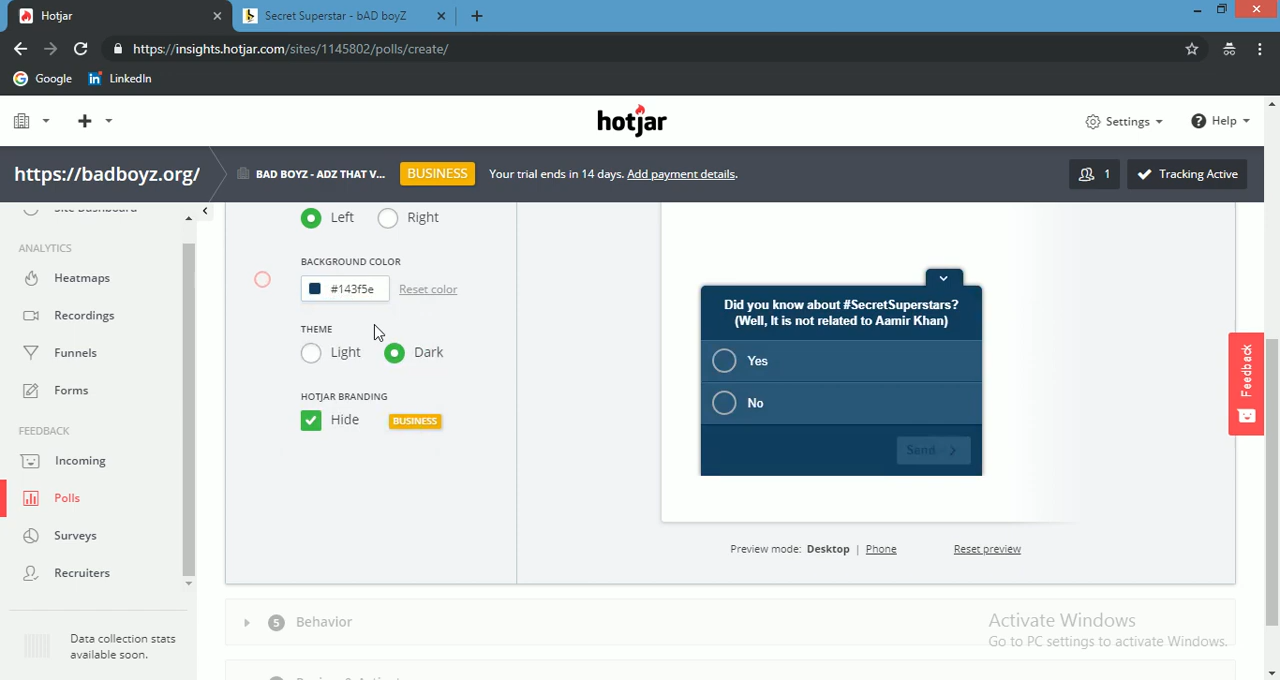 Hotjar
Secret Superstar - bAD boyZ
https://insights.hotjar.com/sites/1145802/polls/create/
Google
LinkedIn
hotjar
Settings
Help
https://badboyz.org/
BAD BOYZ - ADZ THAT V...
BUSINESS
Your trial ends in 14 days. Add payment details.
1
Tracking Active
Site Dashboard
ANALYTICS
Heatmaps
Recordings
Funnels
Forms
FEEDBACK
Incoming
Polls
Surveys
Recruiters
Data collection stats
available soon.
Left
Right
BACKGROUND COLOR
#143f5e
Reset color
THEME
Light
Dark
HOTJAR BRANDING
Hide
BUSINESS
Did you know about #SecretSuperstars?
(Well, It is not related to Aamir Khan)
Yes
No
Send
Preview mode: Desktop | Phone
Reset preview
5 Behavior
Feedback
Activate Windows
Go to PC settings to activate Windows.